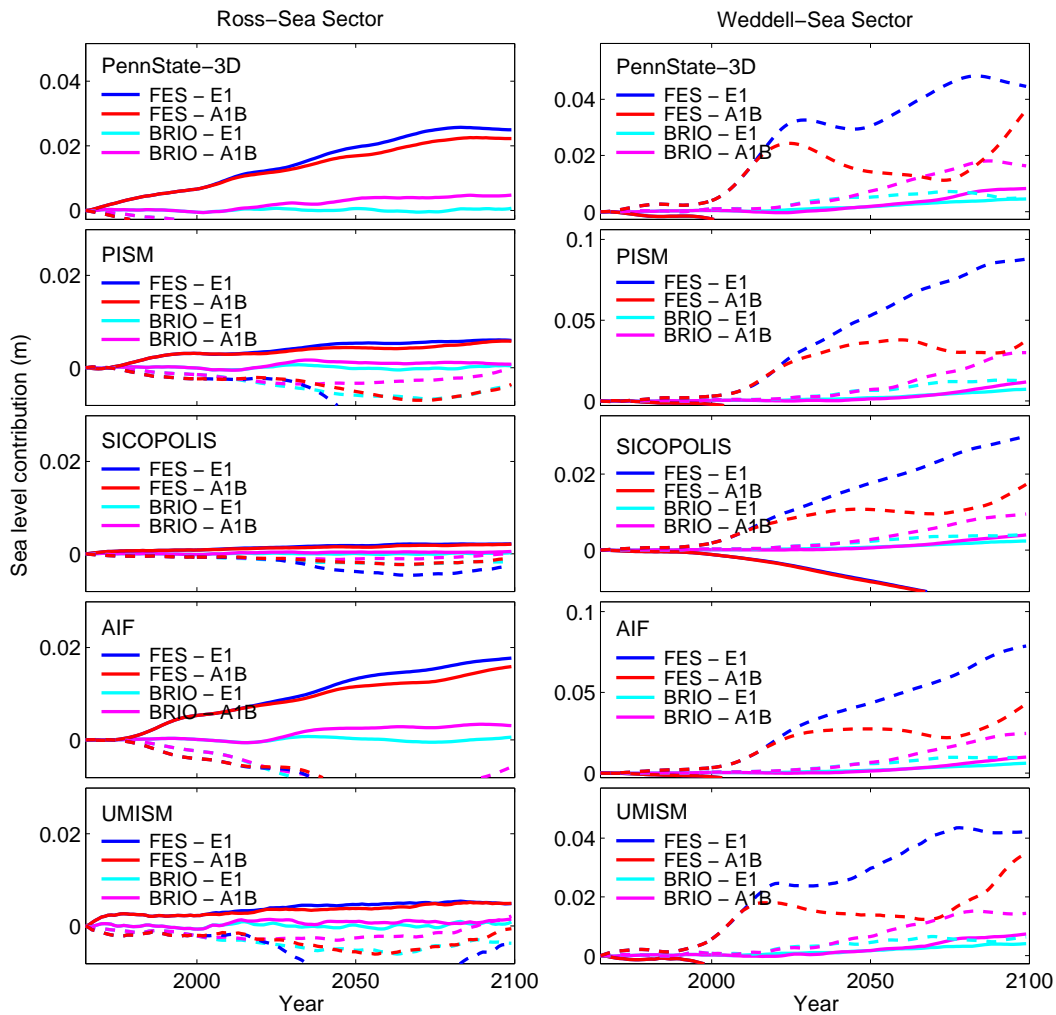 Ross−Sea Sector
Weddell−Sea Sector
Sea level contribution (m)
PennState−3D
FES − E1
FES − A1B
BRIO − E1
BRIO − A1B
0.04
0.02
0
PennState−3D
FES − E1
FES − A1B
BRIO − E1
BRIO − A1B
0.04
0.02
0
PISM
FES − E1
FES − A1B
BRIO − E1
BRIO − A1B
0.02
0
PISM
FES − E1
FES − A1B
BRIO − E1
BRIO − A1B
0.1
0.05
0
SICOPOLIS
FES − E1
FES − A1B
BRIO − E1
BRIO − A1B
0.02
0
SICOPOLIS
FES − E1
FES − A1B
BRIO − E1
BRIO − A1B
0.02
0
AIF
FES − E1
FES − A1B
BRIO − E1
BRIO − A1B
0.02
0
AIF
FES − E1
FES − A1B
BRIO − E1
BRIO − A1B
0.1
0.05
0
UMISM
FES − E1
FES − A1B
BRIO − E1
BRIO − A1B
0.02
0
2000
2050
2100
Year
UMISM
FES − E1
FES − A1B
BRIO − E1
BRIO − A1B
0.04
0.02
0
2000
2050
2100
Year